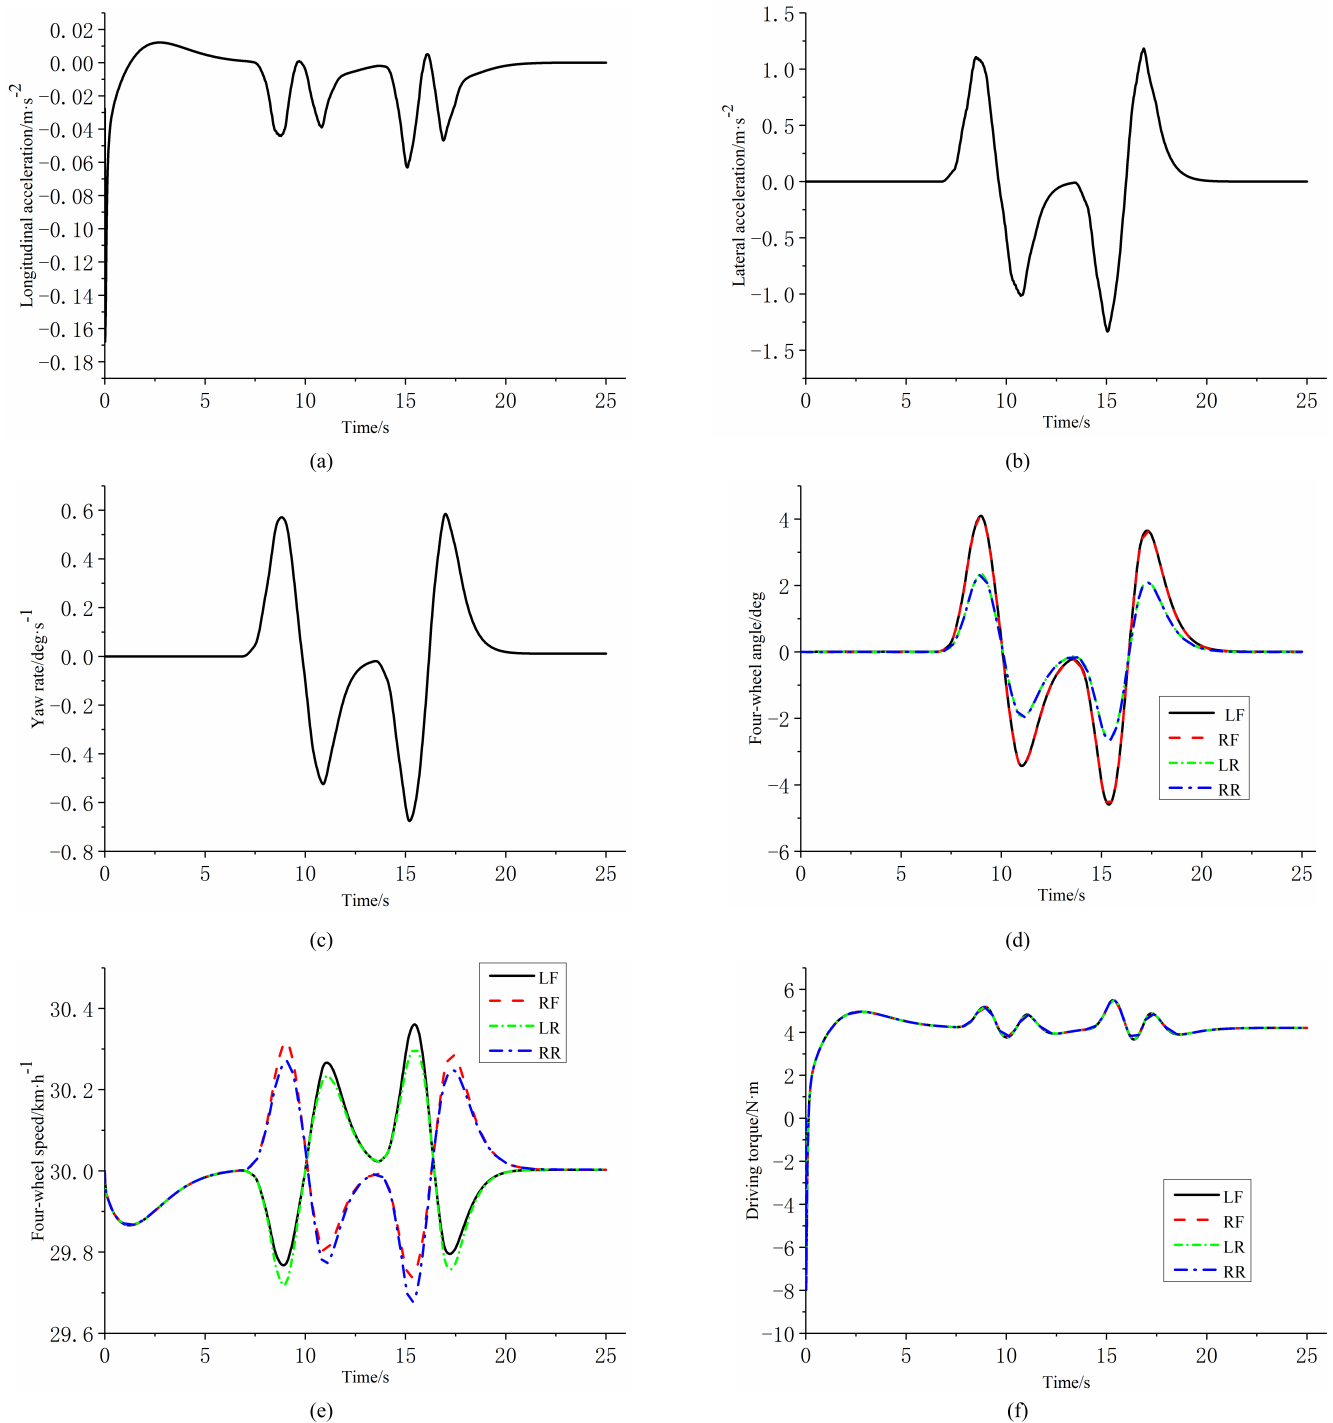 Longitudinal acceleration/m·s-2
0.02
0.00
−0.02
−0.04
−0.06
−0.08
−0.10
−0.12
−0.14
−0.16
−0.18
0 5 10 15 20 25
Time/s
(a)
Lateral acceleration/m·s-2
1.5
1.0
0.5
0.0
−0.5
−1.0
−1.5
0 5 10 15 20 25
Time/s
(b)
Yaw rate/deg·s-1
0.6
0.4
0.2
0.0
−0.2
−0.4
−0.6
−0.8
0 5 10 15 20 25
Time/s
(c)
Four-wheel angle/deg
4
2
0
−2
−4
−6
LF
RF
LR
RR
0 5 10 15 20 25
Time/s
(d)
Four-wheel speed/km·h-1
30.4
30.2
30.0
29.8
29.6
LF
RF
LR
RR
0 5 10 15 20 25
Time/s
(e)
Driving torque/N·m
6
4
2
0
−2
−4
−6
−8
−10
LF
RF
LR
RR
0 5 10 15 20 25
Time/s
(f)